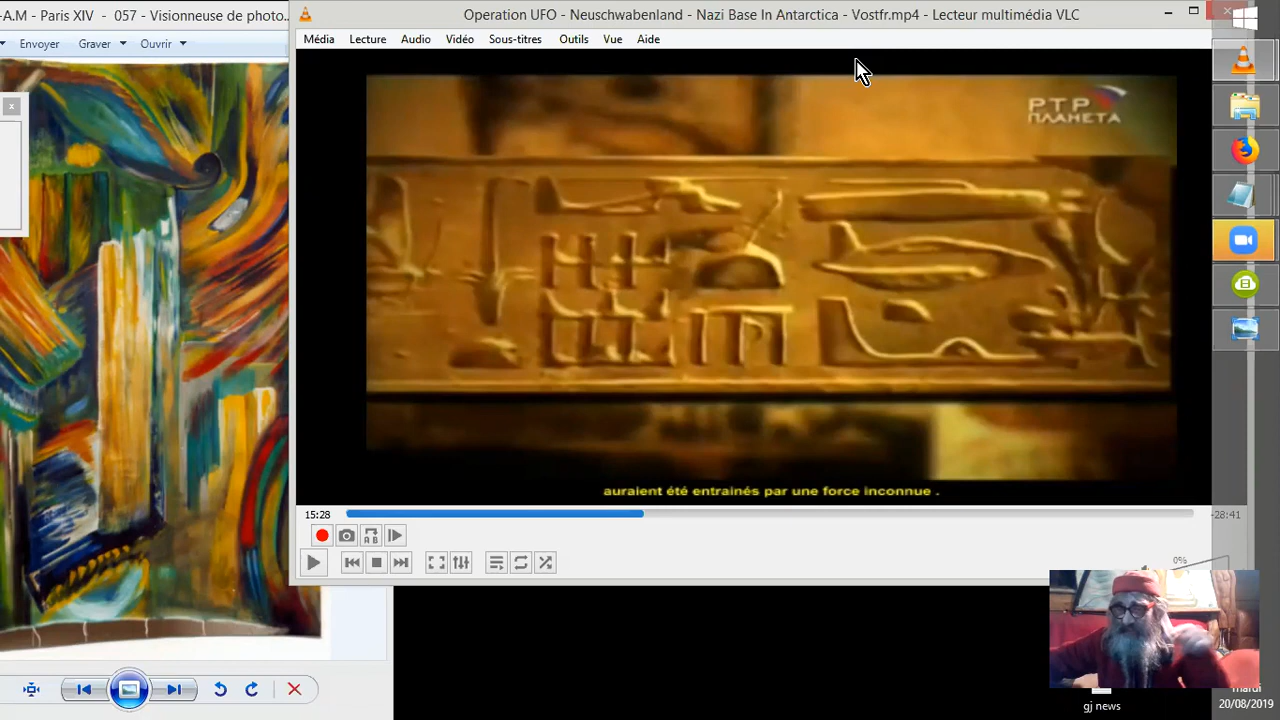 .-A.M - Paris XIV - 057 - Visionneuse de photo...
Envoyer Graver Ouvrir
x
Operation UFO - Neuschwabenland - Nazi Base In Antarctica - Vostfr.mp4 - Lecteur multimédia VLC
Média Lecture Audio Vidéo Sous-titres Outils Vue Aide
РТР
ПЛАНЕТА
auraient été entrainés par une force inconnue .
15:28
-28:41
A B
0%
gj news
mardi
20/08/2019